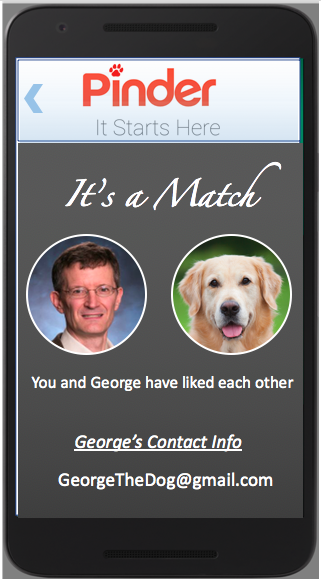 Pinder
It Starts Here
It's a Match
You and George have liked each other
George's Contact Info
GeorgeTheDog@gmail.com